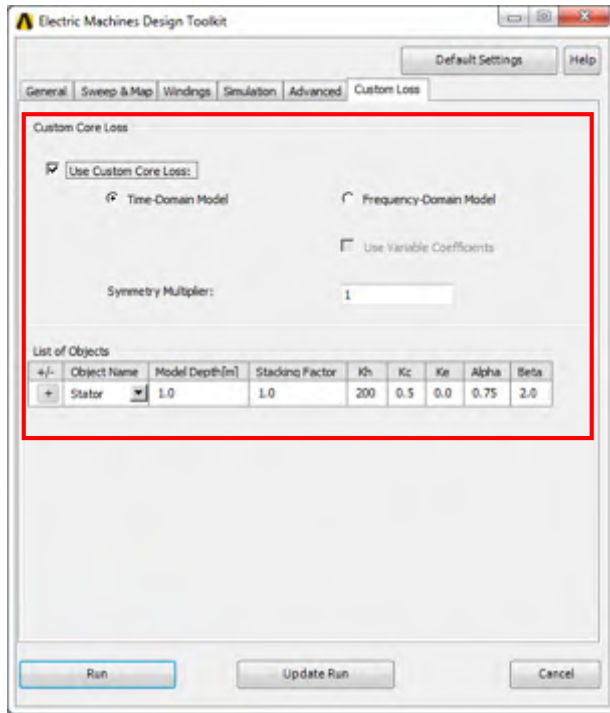 Electric Machines Design Toolkit
Default Settings Help
General Sweep & Map Windings Simulation Advanced Custom Loss
Custom Core Loss
Use Custom Core Loss:
Time-Domain Model Frequency-Domain Model
Use Variable Coefficients
Symmetry Multiplier: 1
List of Objects
+/- Object Name Model Depth[m] Stacking Factor Kh Kc Ke Alpha Beta
+ Stator 1.0 1.0 200 0.5 0.0 0.75 2.0
Run Update Run Cancel